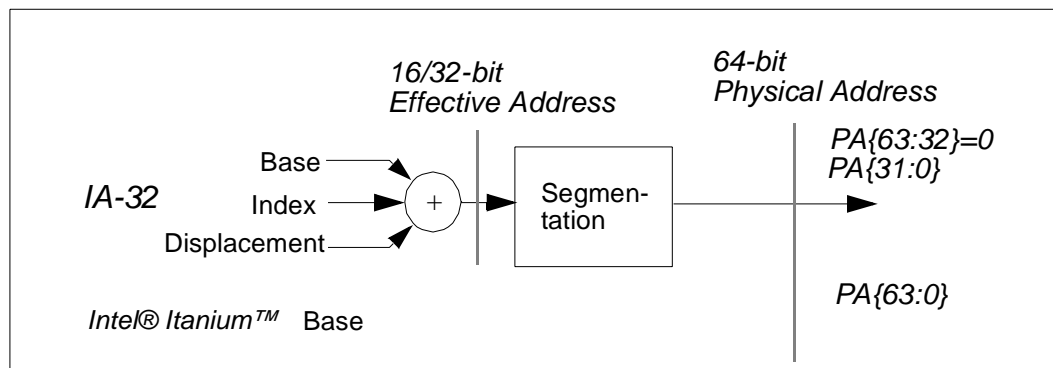 16/32-bit
Effective Address
64-bit
Physical Address
PA{63:32}=0
PA{31:0}
IA-32
Base
Index
Displacement
+
Segmen-
tation
PA{63:0}
Intel® Itanium™ Base